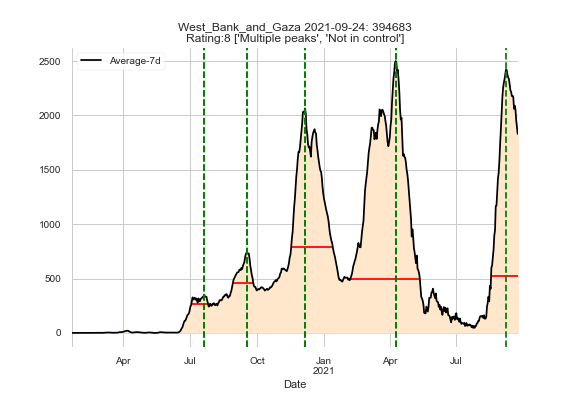 West_Bank_and_Gaza 2021-09-24: 394683
Rating:8 ['Multiple peaks', 'Not in control']
Average-7d
2500
2000
1500
1000
500
0
Apr Jul Oct Jan Apr Jul
2021
Date